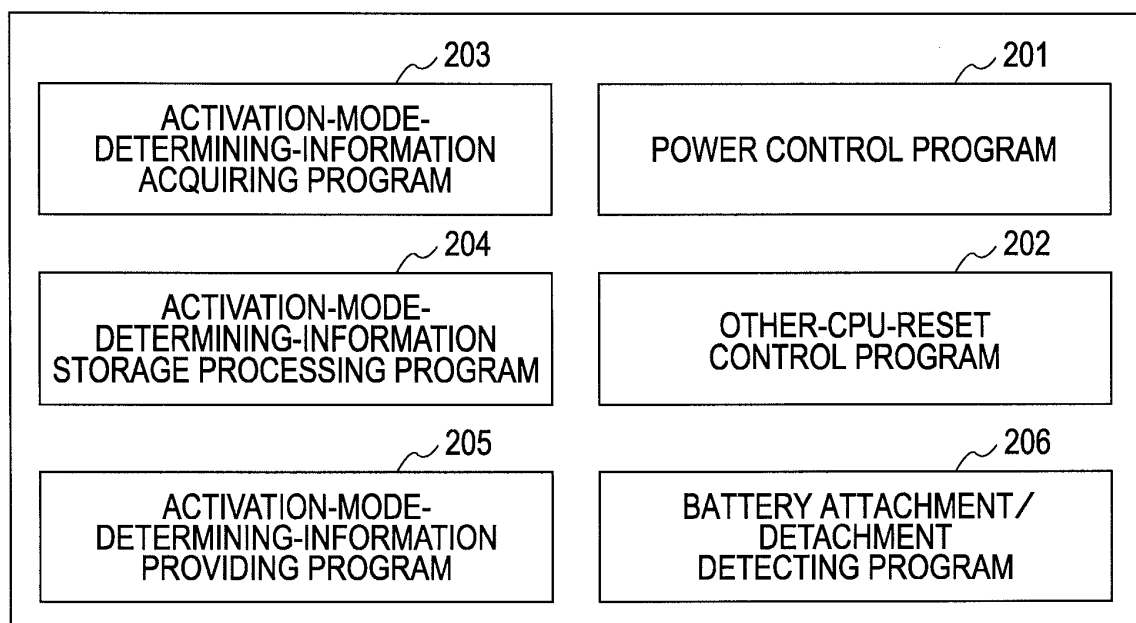 203
ACTIVATION-MODE-
DETERMINING-INFORMATION
ACQUIRING PROGRAM
201
POWER CONTROL PROGRAM
204
ACTIVATION-MODE-
DETERMINING-INFORMATION
STORAGE PROCESSING PROGRAM
202
OTHER-CPU-RESET
CONTROL PROGRAM
205
ACTIVATION-MODE-
DETERMINING-INFORMATION
PROVIDING PROGRAM
206
BATTERY ATTACHMENT/
DETACHMENT
DETECTING PROGRAM